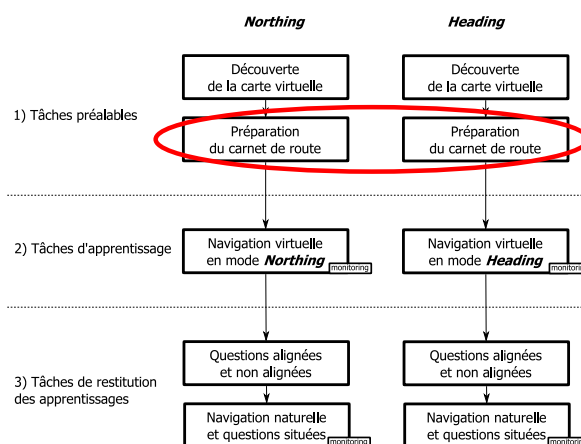 Northing Heading
Découverte
de la carte virtuelle
Découverte
de la carte virtuelle
1) Tâches préalables
Préparation
du carnet de route
Préparation
du carnet de route
2) Tâches d'apprentissage
Navigation virtuelle
en mode Northing
monitoring
Navigation virtuelle
en mode Heading
monitoring
3) Tâches de restitution
des apprentissages
Questions alignées
et non alignées
Questions alignées
et non alignées
Navigation naturelle
et questions situées
monitoring
Navigation naturelle
et questions situées
monitoring